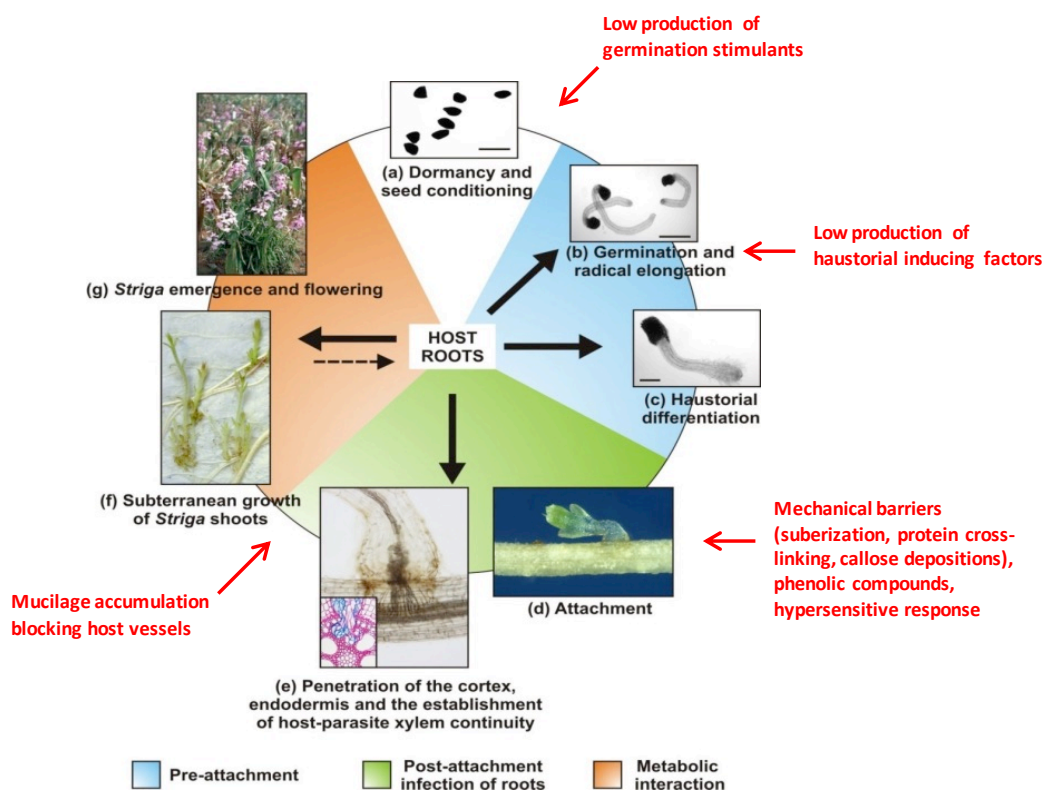 Low production of
germination stimulants
(a) Dormancy and
seed conditioning
(b) Germination and
radical elongation
Low production of
haustorial inducing factors
(g) Striga emergence and flowering
HOST
ROOTS
(c) Haustorial
differentiation
(f) Subterranean growth
of Striga shoots
Mechanical barriers
(suberization, protein cross-
linking, callose depositions),
phenolic compounds,
hypersensitive response
(d) Attachment
Mucilage accumulation
blocking host vessels
(e) Penetration of the cortex,
endodermis and the establishment
of host-parasite xylem continuity
Pre-attachment
Post-attachment
infection of roots
Metabolic
interaction